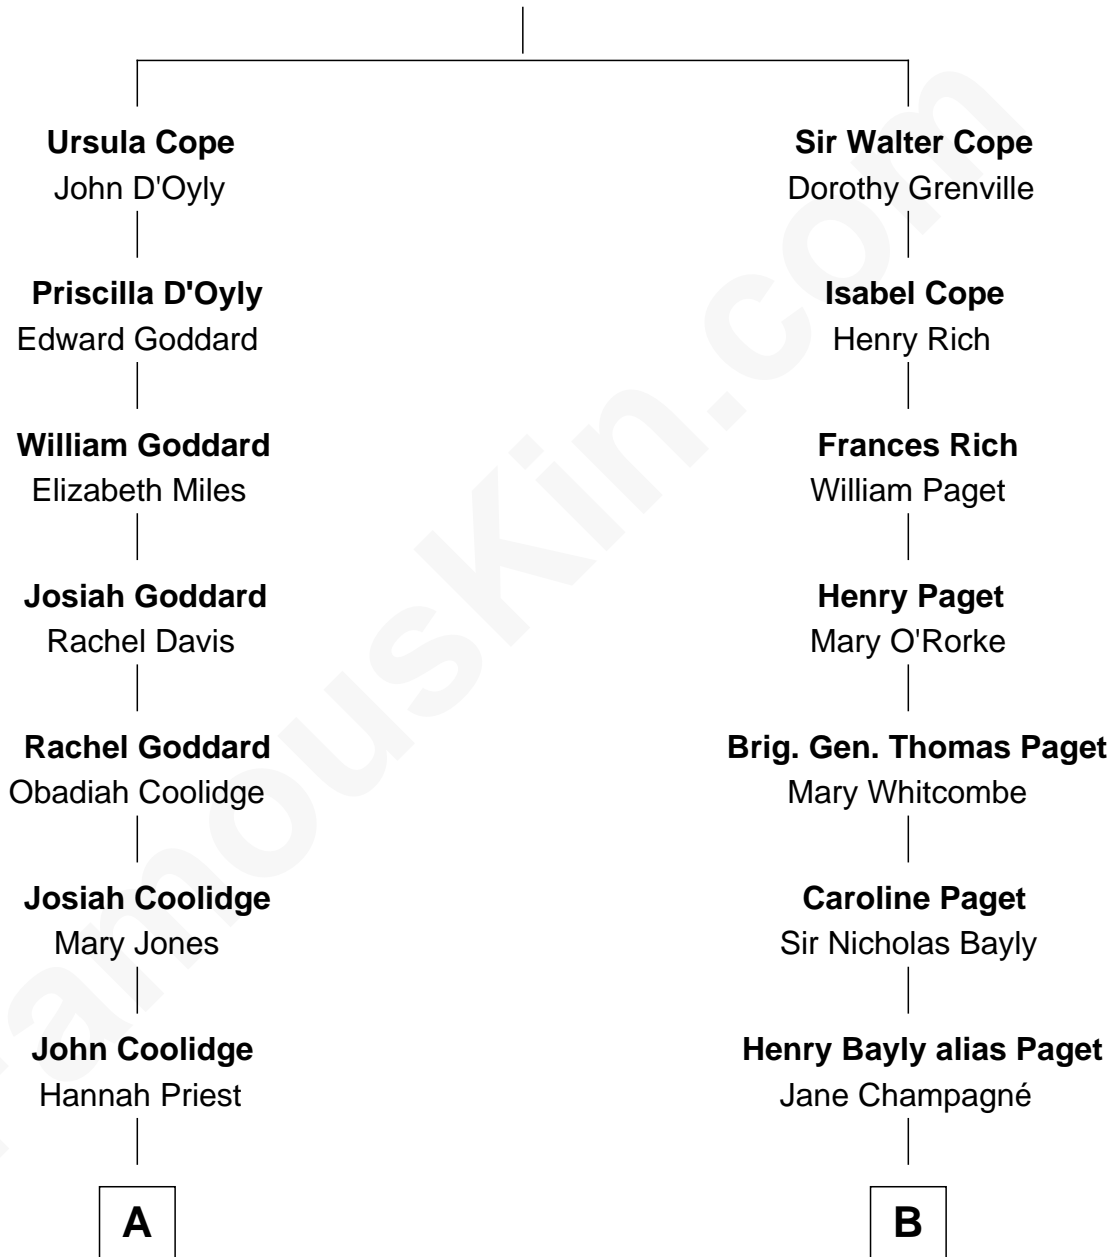 Ursula Cope
John D'Oyly
Sir Walter Cope
Dorothy Grenville
Priscilla D'Oyly
Edward Goddard
Isabel Cope
Henry Rich
William Goddard
Elizabeth Miles
Frances Rich
William Paget
Josiah Goddard
Rachel Davis
Henry Paget
Mary O'Rorke
Rachel Goddard
Obadiah Coolidge
Brig. Gen. Thomas Paget
Mary Whitcombe
Josiah Coolidge
Mary Jones
Caroline Paget
Sir Nicholas Bayly
John Coolidge
Hannah Priest
Henry Bayly alias Paget
Jane Champagné
A
B
FamousKin.com